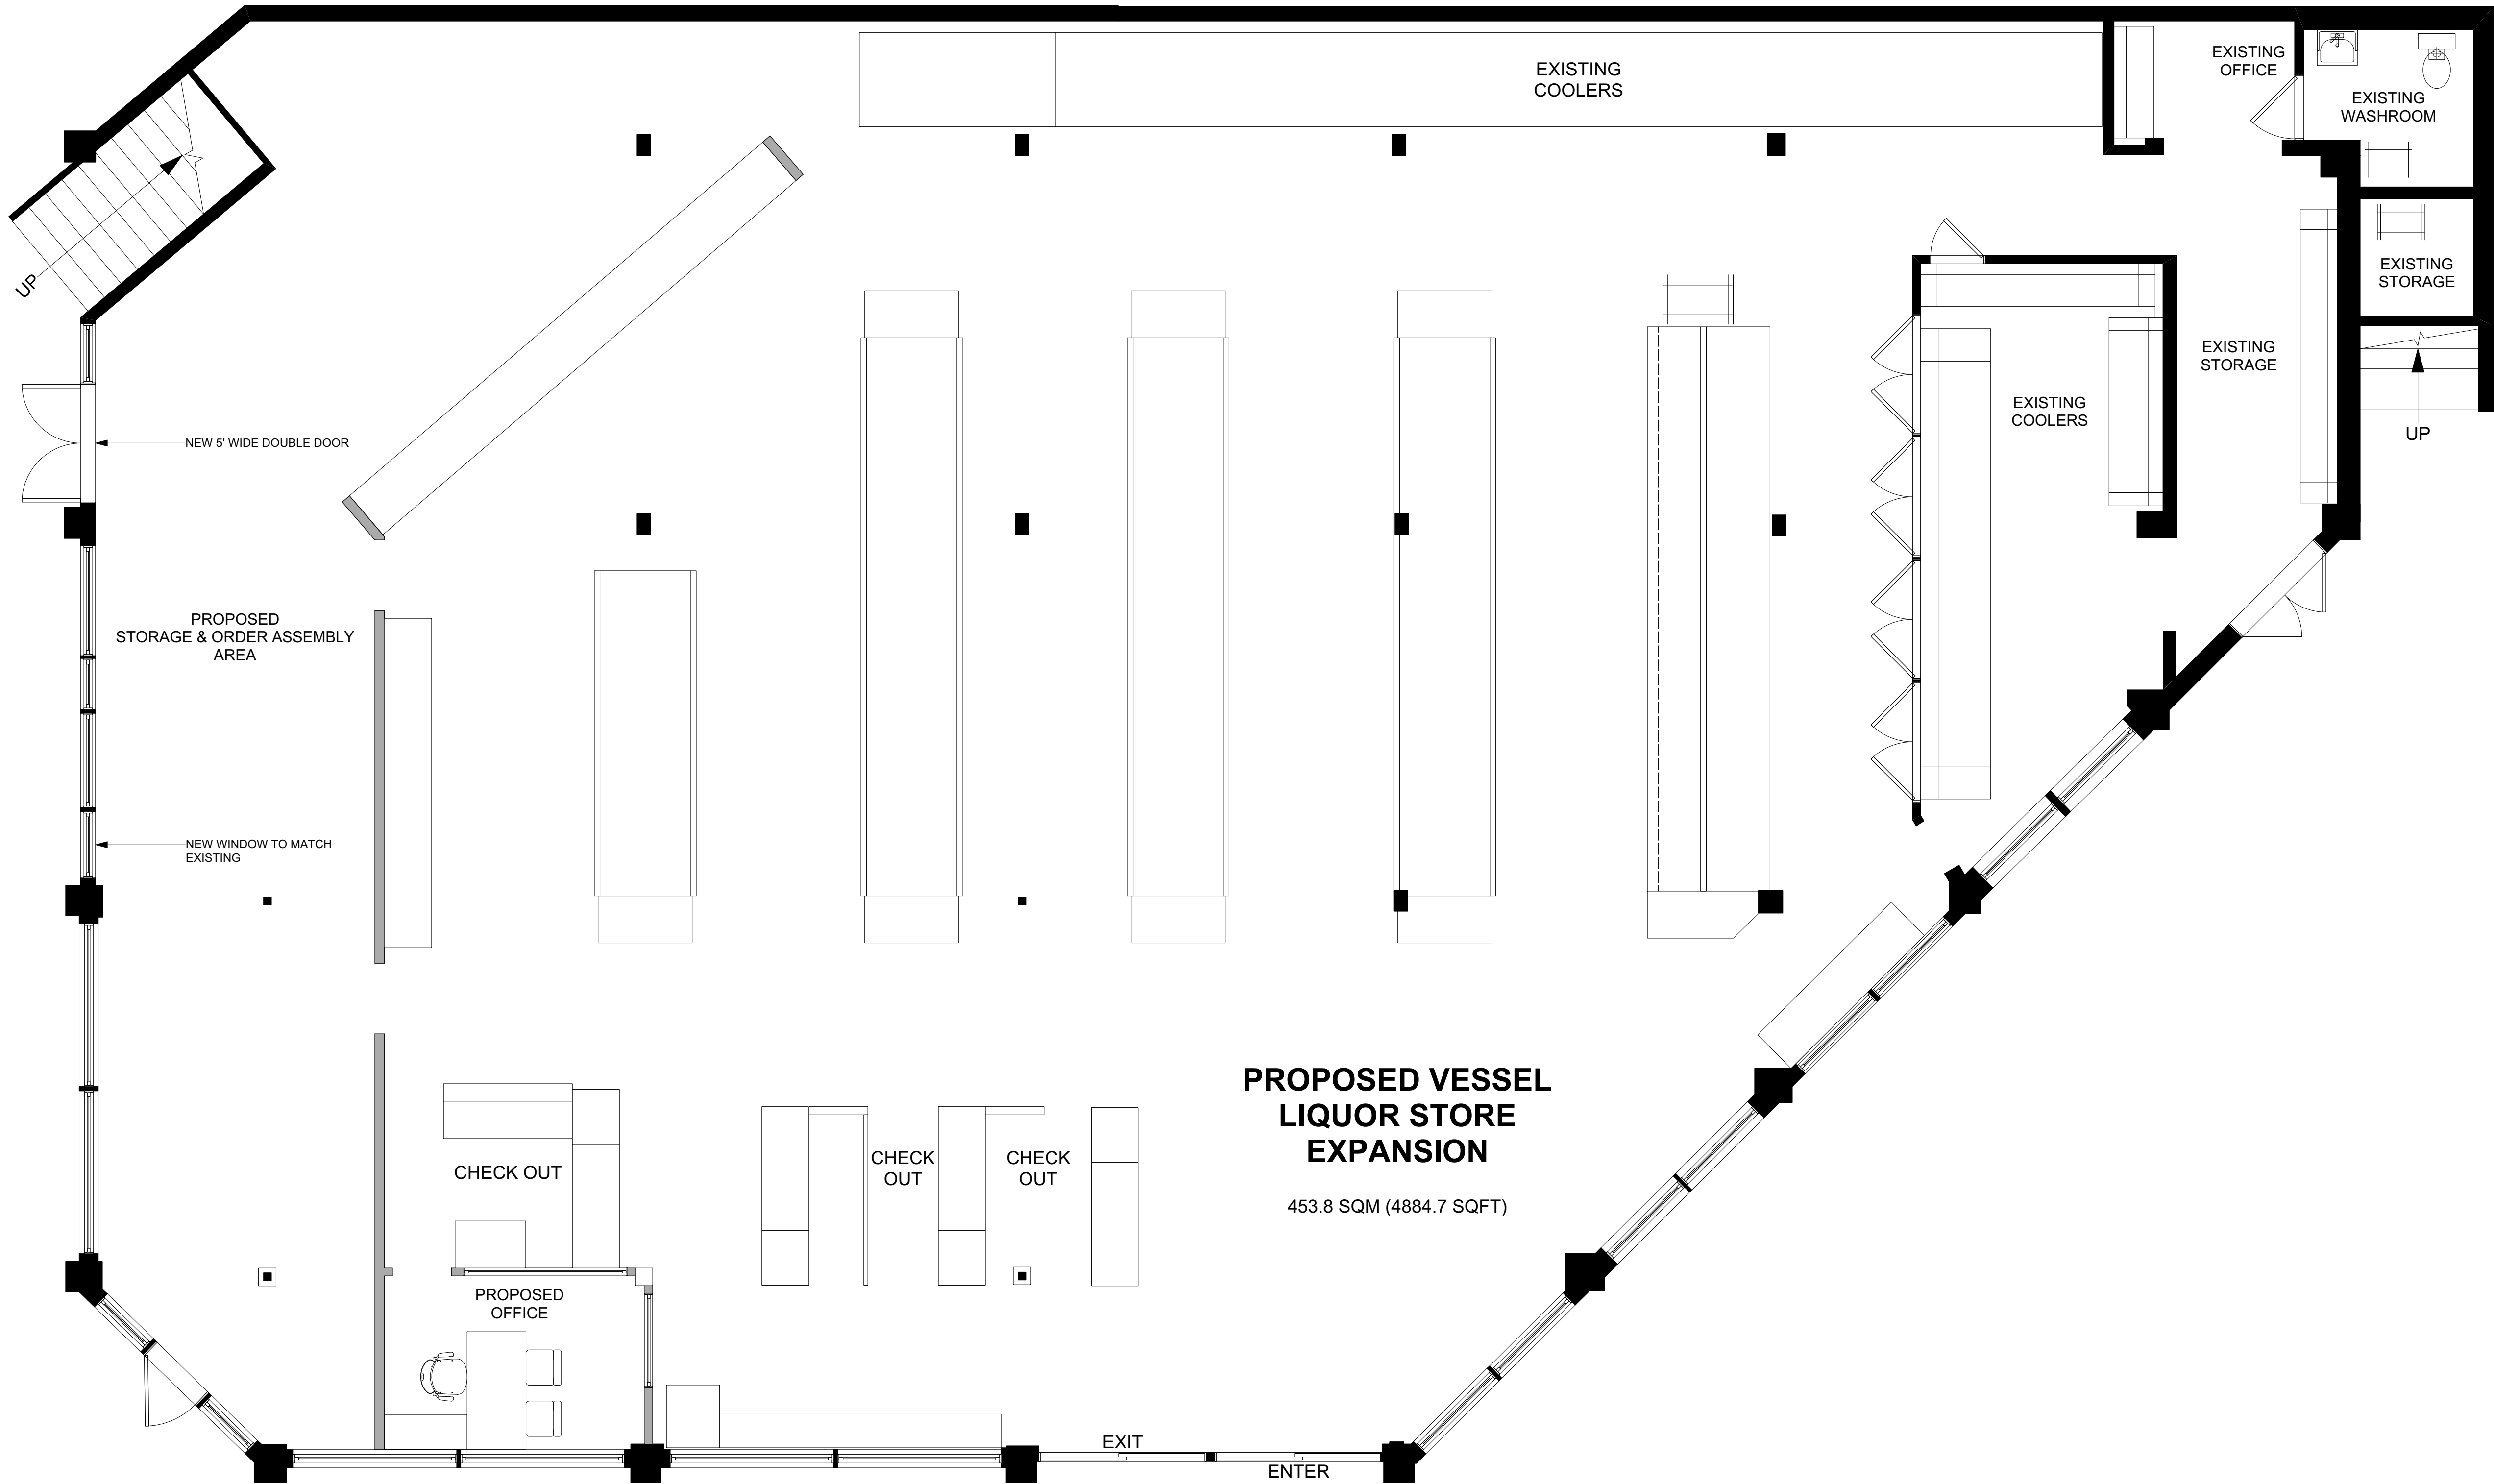 EXISTING
COOLERS
EXISTING
OFFICE
EXISTING
WASHROOM
EXISTING
STORAGE
UP
UP
EXISTING
STORAGE
EXISTING
COOLERS
NEW 5' WIDE DOUBLE DOOR
PROPOSED
STORAGE & ORDER ASSEMBLY
AREA
NEW WINDOW TO MATCH
EXISTING
PROPOSED VESSEL
LIQUOR STORE
EXPANSION
453.8 SQM (4884.7 SQFT)
CHECK OUT
CHECK
OUT
CHECK
OUT
PROPOSED
OFFICE
EXIT
ENTER